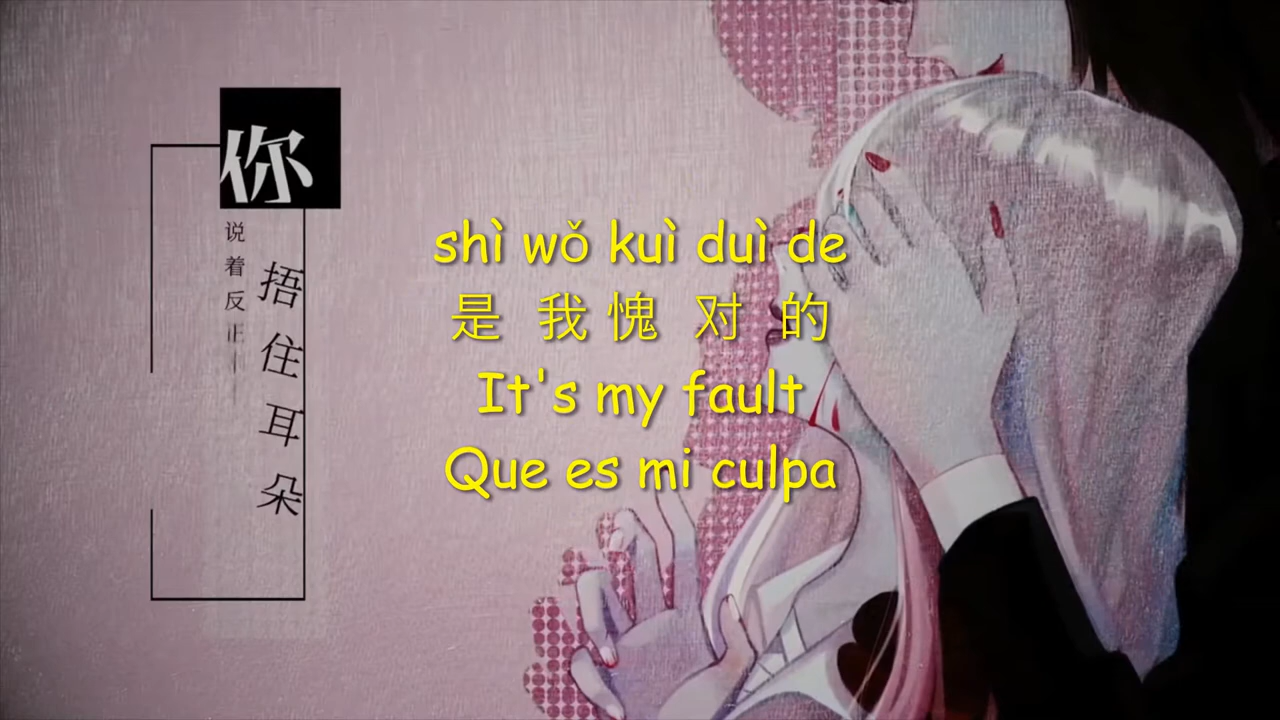 你
捂住耳朵
说着反正
shì wǒ kuì duì de
是 我 愧 对 的
It's my fault
Que es mi culpa